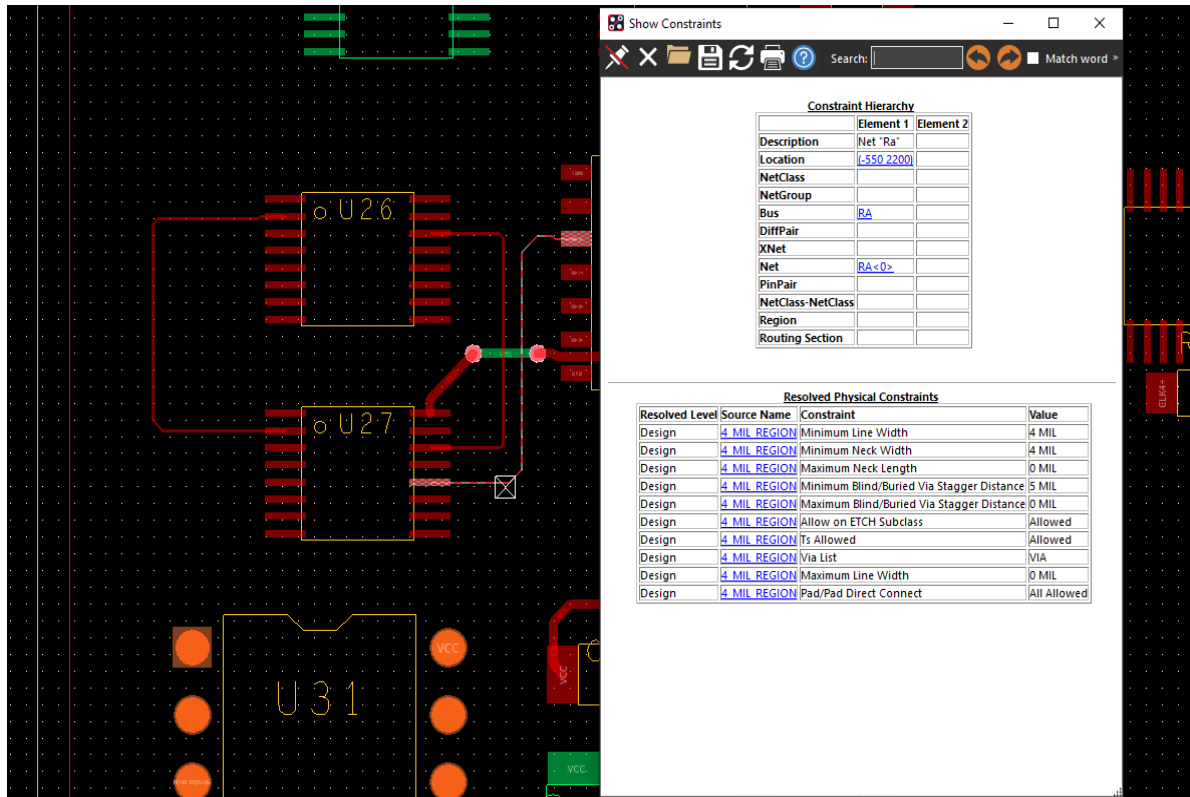 Show Constraints
Search:
Match word »
Constraint Hierarchy
Element 1 Element 2
Description Net "Ra"
Location (-550 2200)
NetClass
NetGroup
Bus RA
DiffPair
XNet
Net RA<0>
PinPair
NetClass-NetClass
Region
Routing Section
Resolved Physical Constraints
Resolved Level Source Name Constraint Value
Design 4_MIL_REGION Minimum Line Width 4 MIL
Design 4_MIL_REGION Minimum Neck Width 4 MIL
Design 4_MIL_REGION Maximum Neck Length 0 MIL
Design 4_MIL_REGION Minimum Blind/Buried Via Stagger Distance 5 MIL
Design 4_MIL_REGION Maximum Blind/Buried Via Stagger Distance 0 MIL
Design 4_MIL_REGION Allow on ETCH Subclass Allowed
Design 4_MIL_REGION Ts Allowed Allowed
Design 4_MIL_REGION Via List VIA
Design 4_MIL_REGION Maximum Line Width 0 MIL
Design 4_MIL_REGION Pad/Pad Direct Connect All Allowed
U26
U27
U31
VCC
VCC
VCC
CLK4+